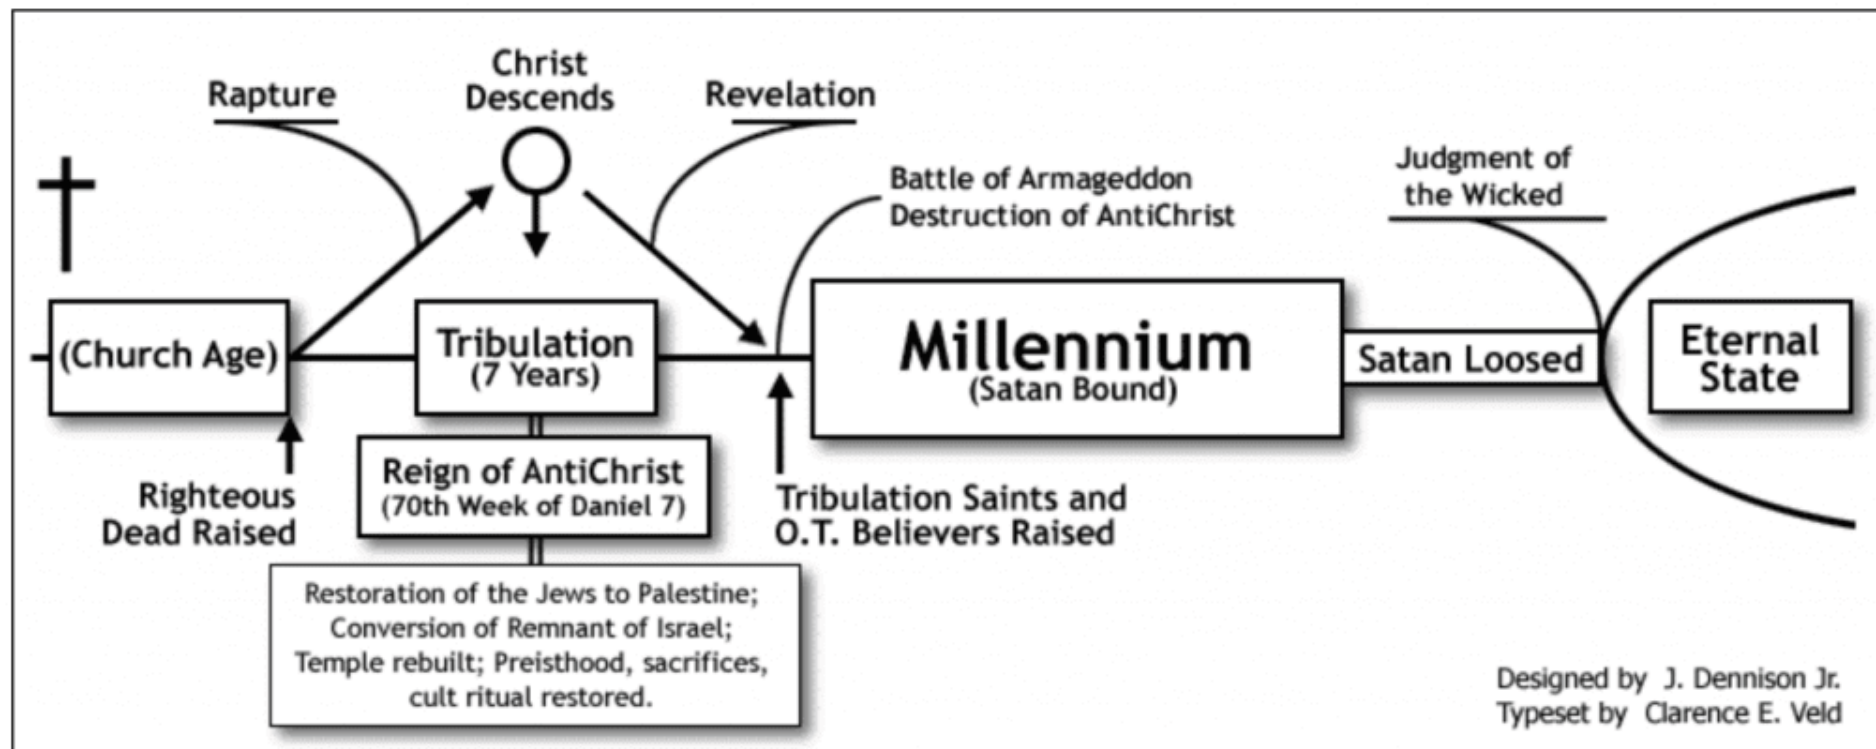 Rapture
Christ
Descends
Revelation
Battle of Armageddon
Destruction of AntiChrist
Judgment of
the Wicked
(Church Age)
Tribulation
(7 Years)
Millennium
(Satan Bound)
Satan Loosed
Eternal
State
Righteous
Dead Raised
Reign of AntiChrist
(70th Week of Daniel 7)
Tribulation Saints and
O.T. Believers Raised
Restoration of the Jews to Palestine;
Conversion of Remnant of Israel;
Temple rebuilt; Preisthood, sacrifices,
cult ritual restored.
Designed by J. Dennison Jr.
Typeset by Clarence E. Veld